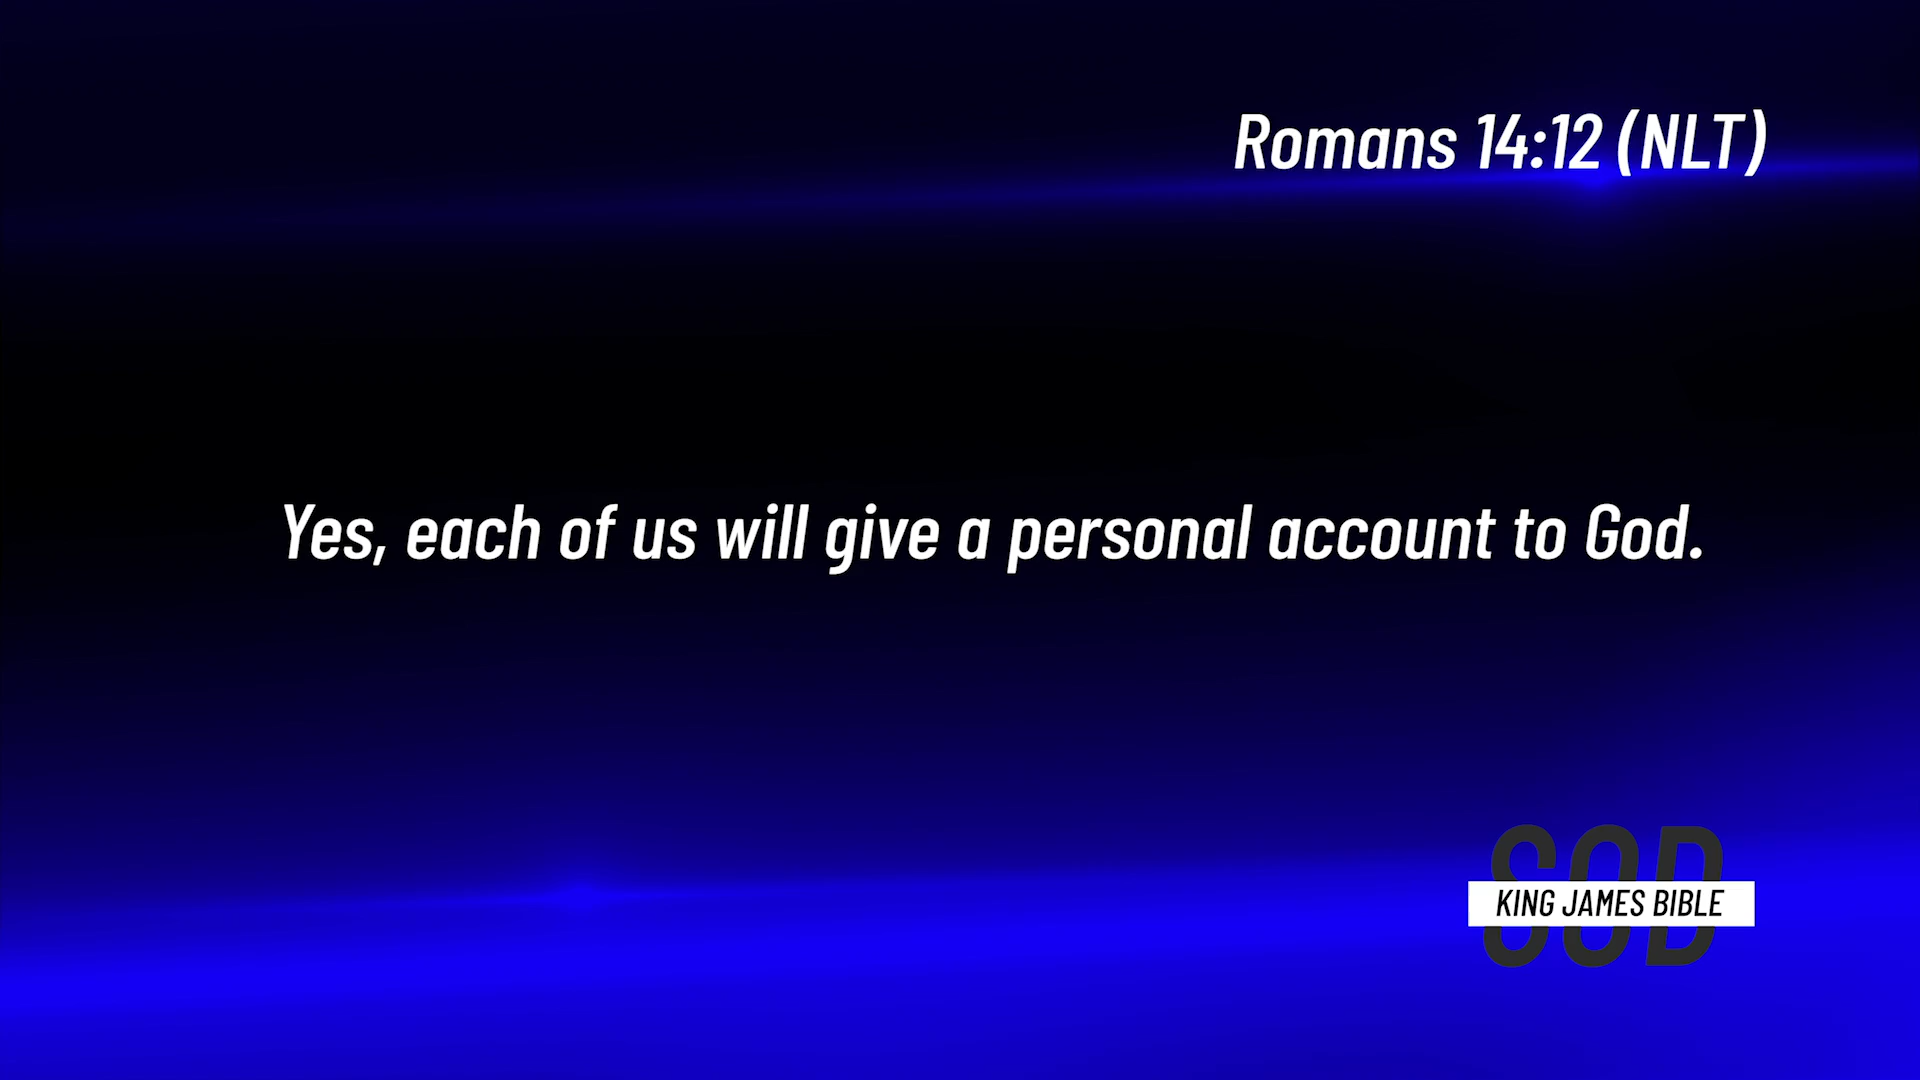 Romans 14:12 (NLT)
Yes, each of us will give a personal account to God.
SOD
KING JAMES BIBLE